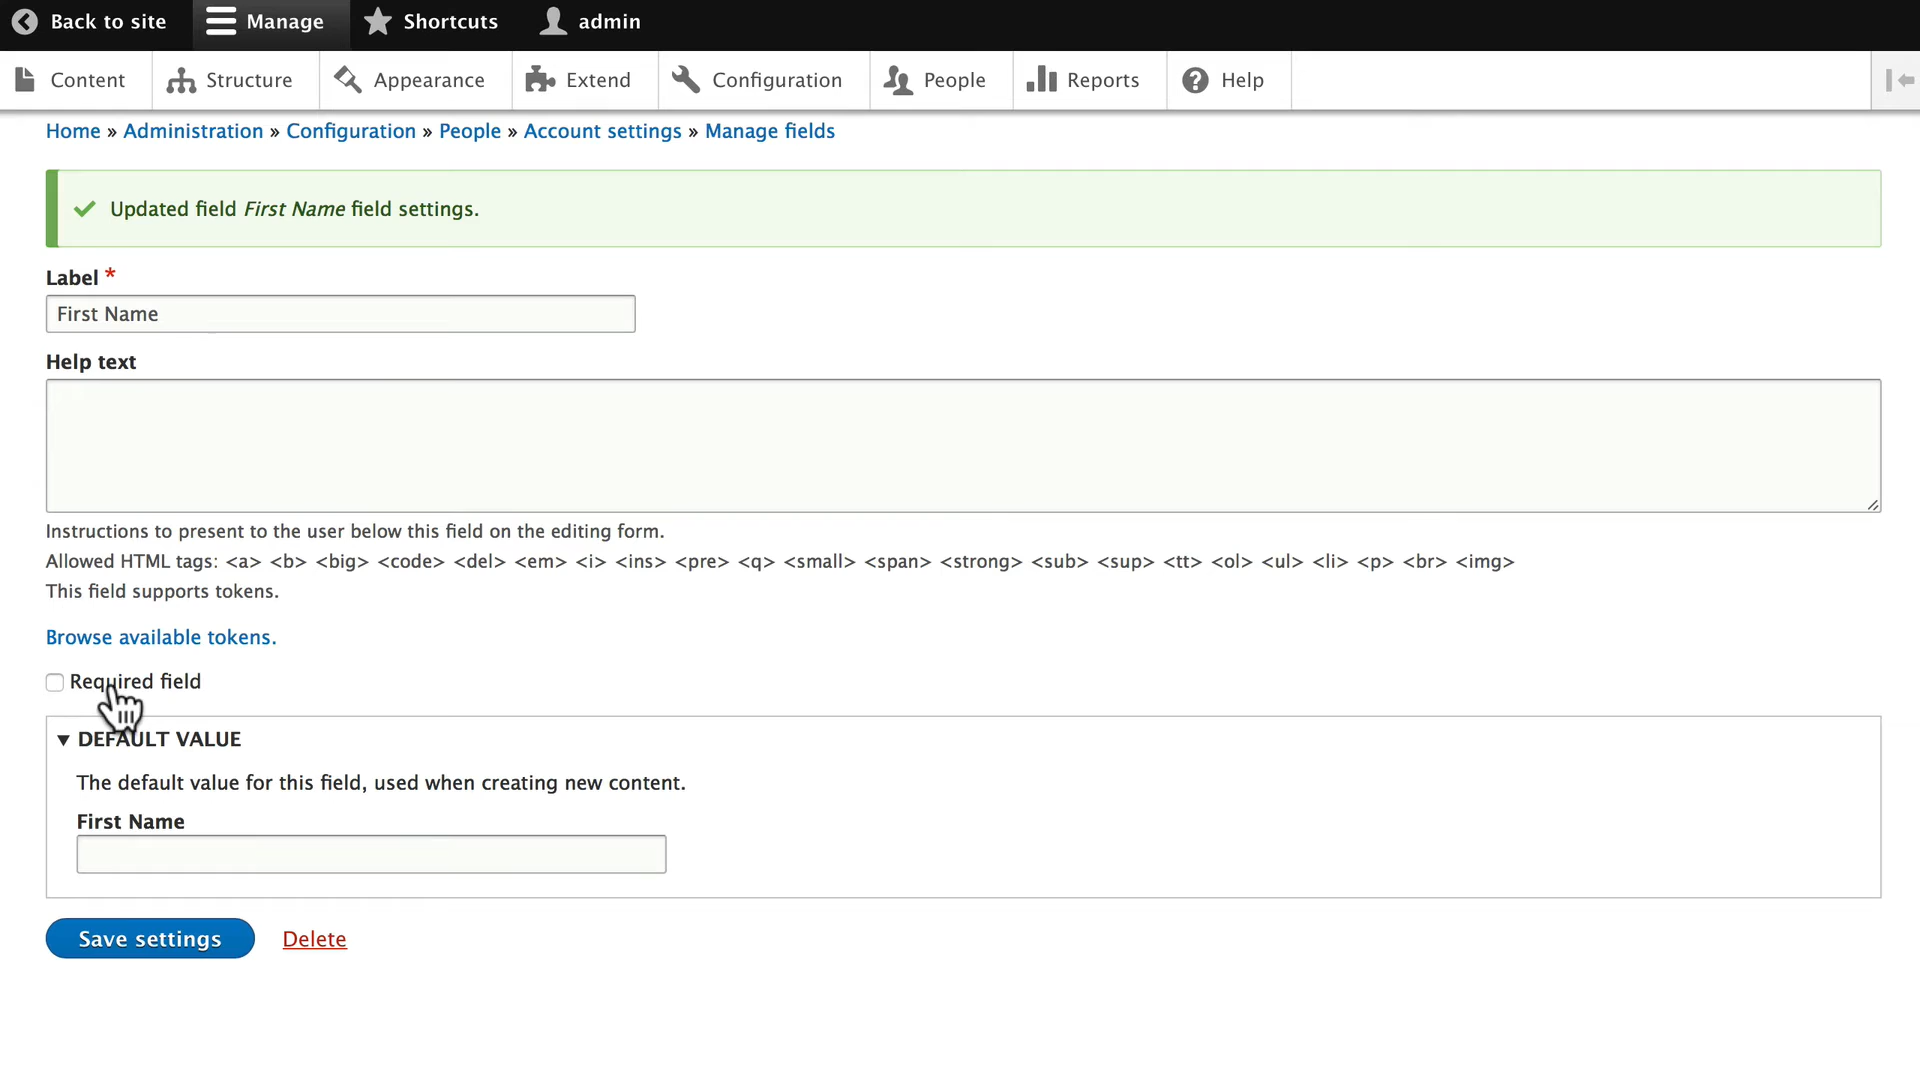 Back to site Manage Shortcuts admin
Content Structure Appearance Extend Configuration People Reports Help
Home » Administration » Configuration » People » Account settings » Manage fields
Updated field First Name field settings.
Label *
First Name
Help text
Instructions to present to the user below this field on the editing form.
Allowed HTML tags: <a> <b> <big> <code> <del> <em> <i> <ins> <pre> <q> <small> <span> <strong> <sub> <sup> <tt> <ol> <ul> <li> <p> <br> <img>
This field supports tokens.
Browse available tokens.
Required field
▼ DEFAULT VALUE
The default value for this field, used when creating new content.
First Name
Save settings Delete